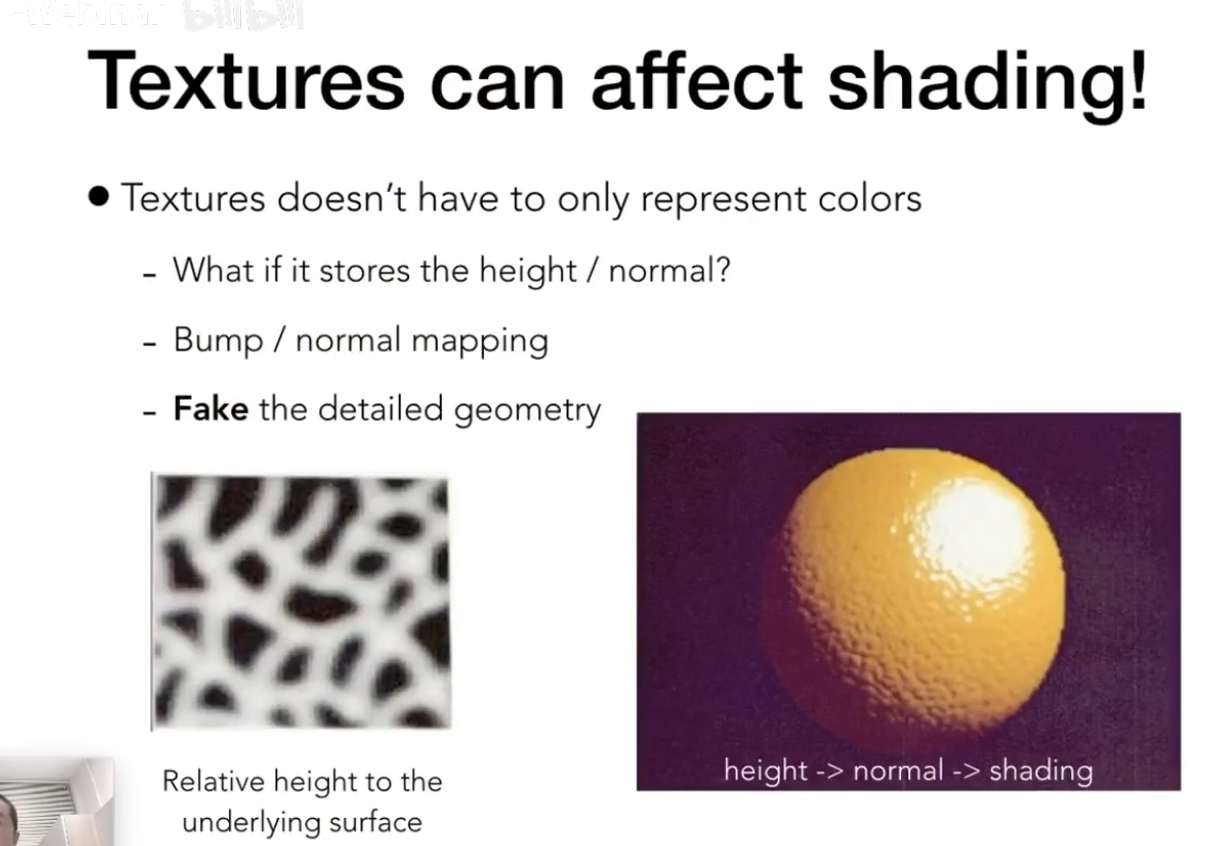 Webinar bilibili
Textures can affect shading!
● Textures doesn't have to only represent colors
- What if it stores the height / normal?
- Bump / normal mapping
- Fake the detailed geometry
height -> normal -> shading
Relative height to the
underlying surface